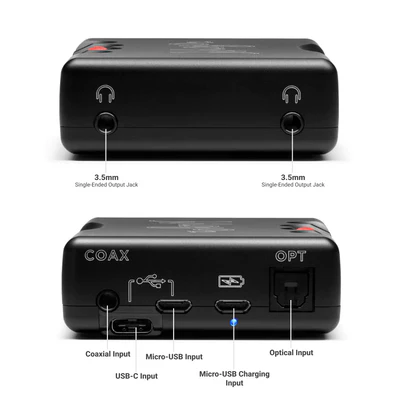 3.5mm
Single-Ended Output Jack
3.5mm
Single-Ended Output Jack
COAX
OPT
Coaxial Input
USB-C Input
Micro-USB Input
Micro-USB Charging
Input
Optical Input